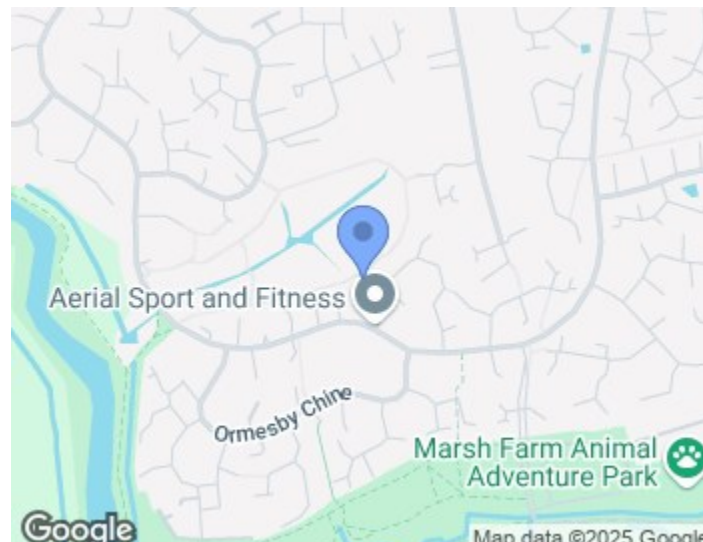 Aerial Sport and Fitness
Ormesby Chine
Marsh Farm Animal
Adventure Park
Google
Map data ©2025 Google